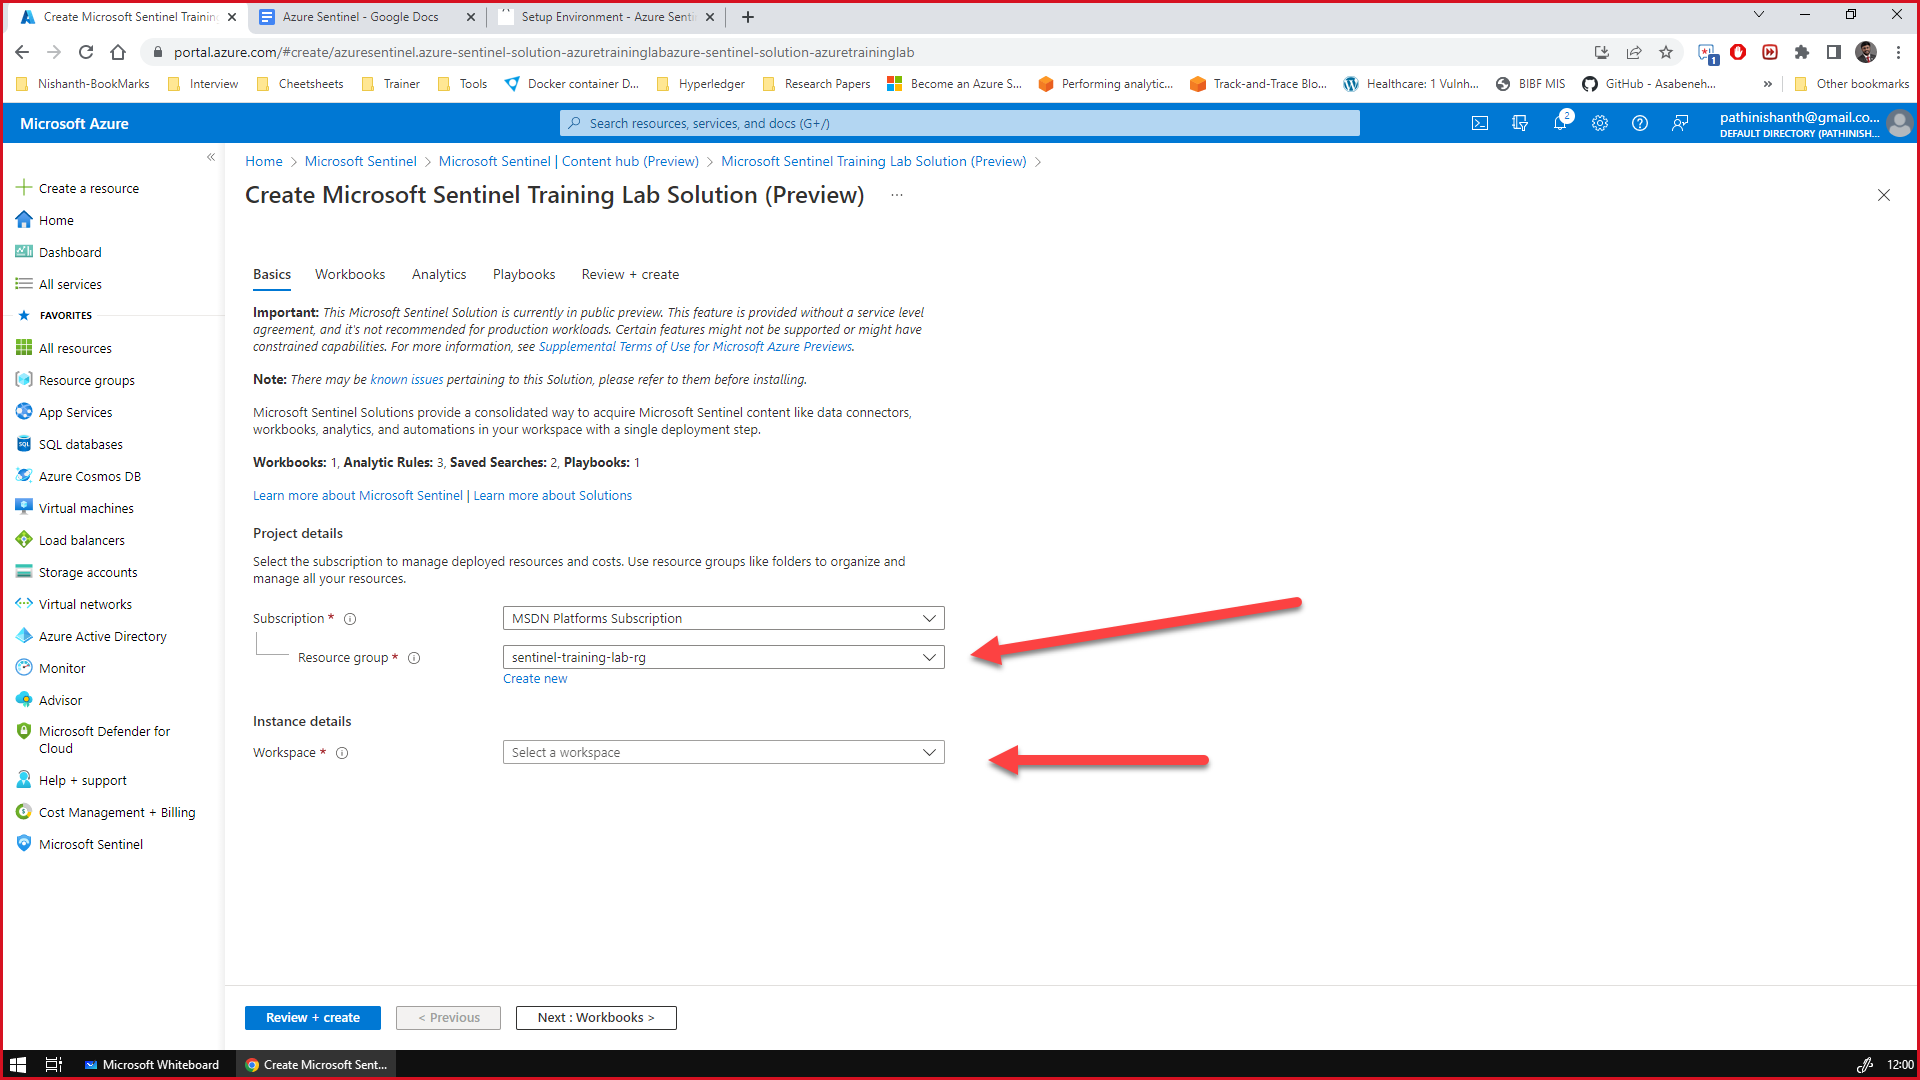 Create Microsoft Sentinel Trainin
Azure Sentinel - Google Docs
Setup Environment - Azure Senti
portal.azure.com/#create/azuresentinel.azure-sentinel-solution-azuretraininglabazure-sentinel-solution-azuretraininglab
1
Nishanth-BookMarks
Interview
Cheetsheets
Trainer
Tools
Docker container D...
Hyperledger
Research Papers
Become an Azure S...
Performing analytic...
Track-and-Trace Blo...
Healthcare: 1 Vulnh...
BIBF MIS
GitHub - Asabeneh...
»
Other bookmarks
Microsoft Azure
Search resources, services, and docs (G+/)
2
pathinishanth@gmail.co...
DEFAULT DIRECTORY (PATHINISH...
«
Create a resource
Home
Dashboard
All services
FAVORITES
All resources
Resource groups
App Services
SQL databases
Azure Cosmos DB
Virtual machines
Load balancers
Storage accounts
Virtual networks
Azure Active Directory
Monitor
Advisor
Microsoft Defender for
Cloud
Help + support
Cost Management + Billing
Microsoft Sentinel
Home > Microsoft Sentinel > Microsoft Sentinel | Content hub (Preview) > Microsoft Sentinel Training Lab Solution (Preview) >
Create Microsoft Sentinel Training Lab Solution (Preview) ...
Basics Workbooks Analytics Playbooks Review + create
Important: This Microsoft Sentinel Solution is currently in public preview. This feature is provided without a service level
agreement, and it's not recommended for production workloads. Certain features might not be supported or might have
constrained capabilities. For more information, see Supplemental Terms of Use for Microsoft Azure Previews.
Note: There may be known issues pertaining to this Solution, please refer to them before installing.
Microsoft Sentinel Solutions provide a consolidated way to acquire Microsoft Sentinel content like data connectors,
workbooks, analytics, and automations in your workspace with a single deployment step.
Workbooks: 1, Analytic Rules: 3, Saved Searches: 2, Playbooks: 1
Learn more about Microsoft Sentinel | Learn more about Solutions
Project details
Select the subscription to manage deployed resources and costs. Use resource groups like folders to organize and
manage all your resources.
Subscription * MSDN Platforms Subscription
Resource group * sentinel-training-lab-rg
Create new
Instance details
Workspace * Select a workspace
Review + create
< Previous
Next : Workbooks >
Microsoft Whiteboard
Create Microsoft Sent...
12:00